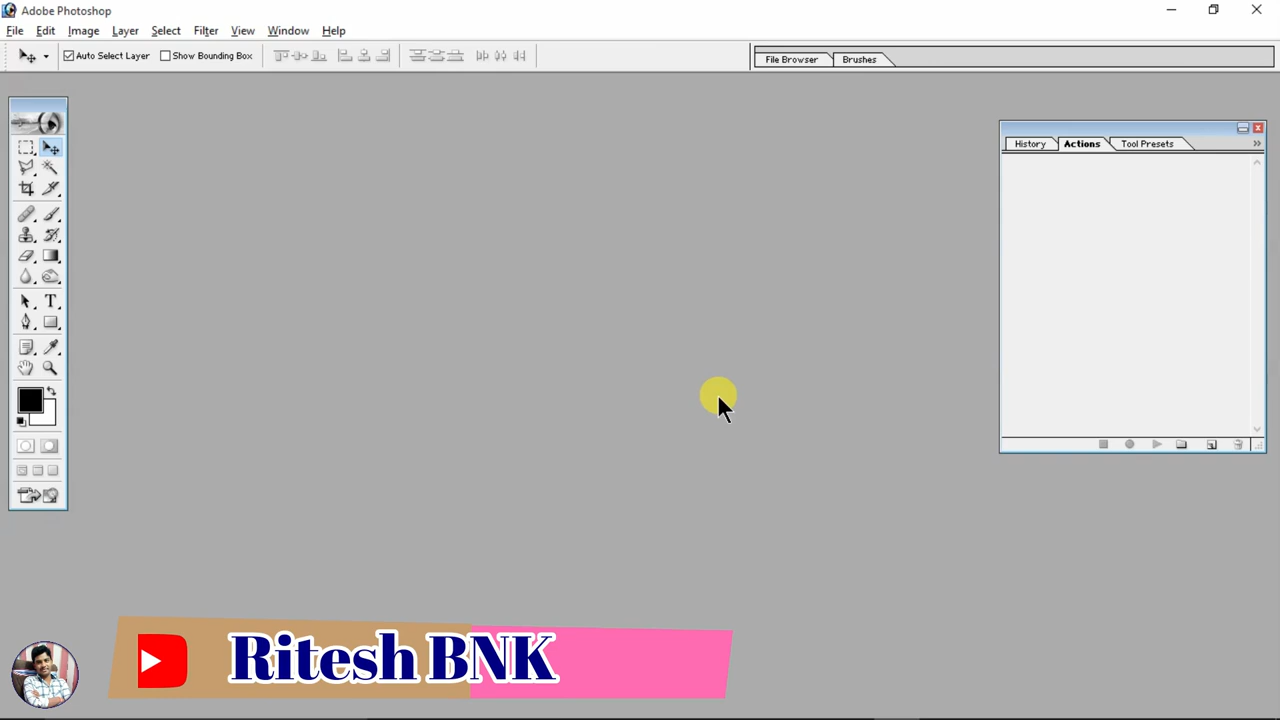 Adobe Photoshop
File Edit Image Layer Select Filter View Window Help
Auto Select Layer Show Bounding Box File Browser Brushes
History Actions Tool Presets
T
Ritesh BNK